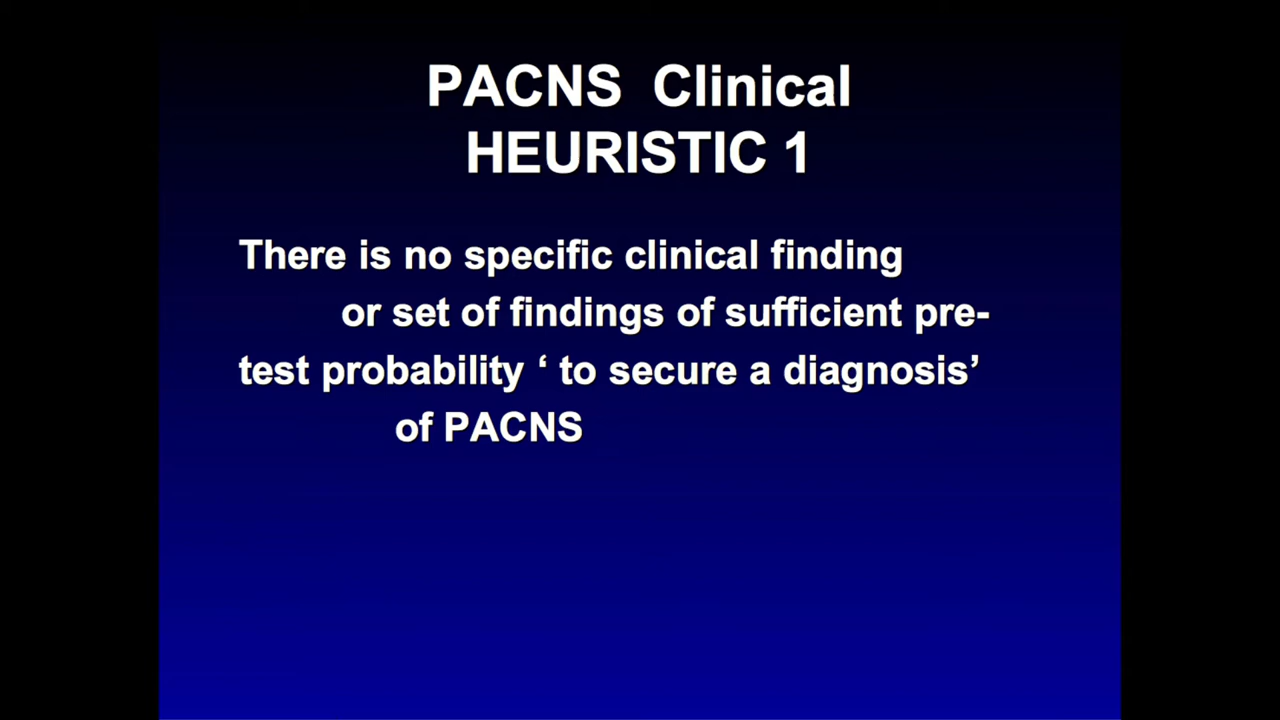 PACNS Clinical
HEURISTIC 1
There is no specific clinical finding
or set of findings of sufficient pre-
test probability ‘ to secure a diagnosis’
of PACNS